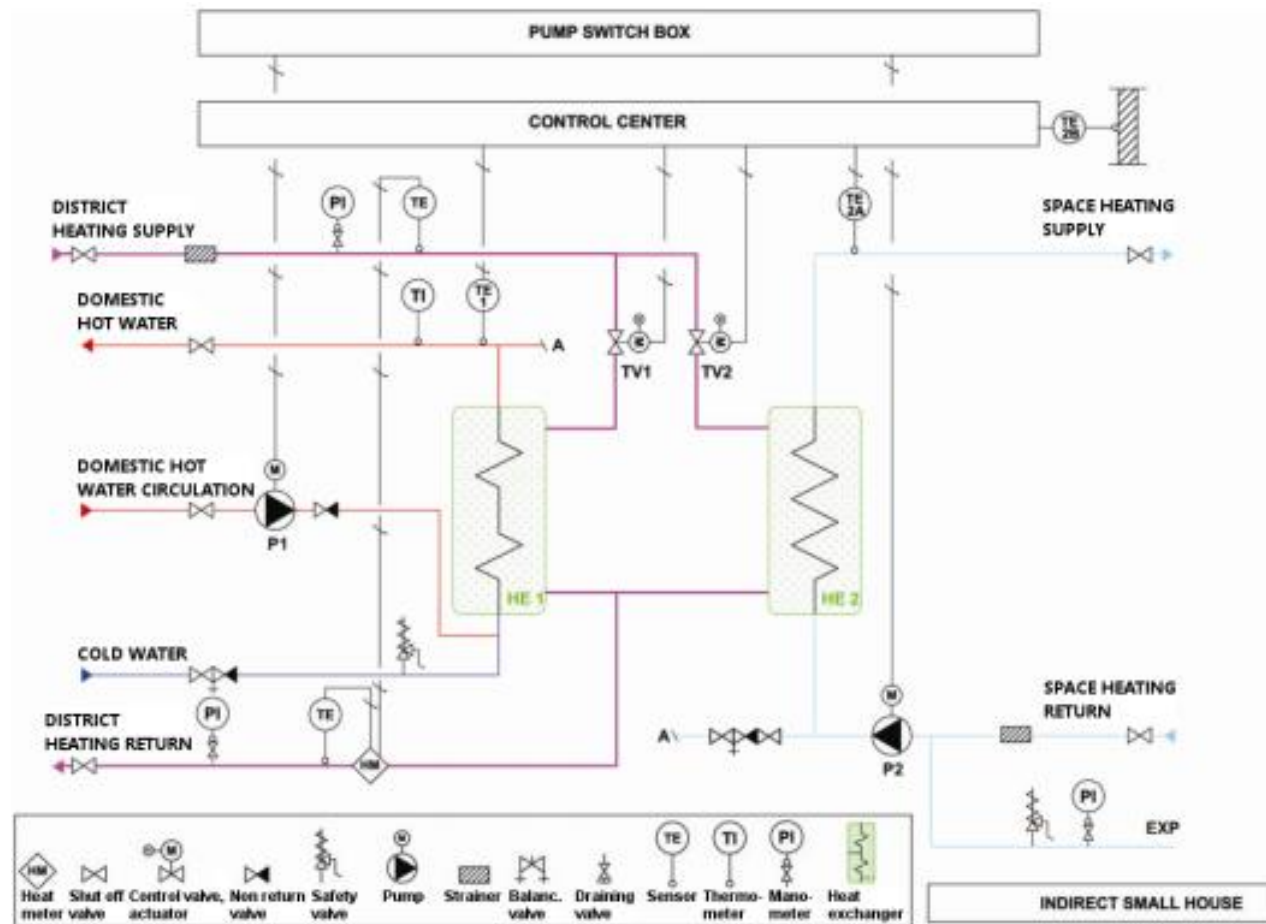 PUMP SWITCH BOX
CONTROL CENTER
TE
2B
DISTRICT
HEATING SUPPLY
PI
TE
TE
2A
SPACE HEATING
SUPPLY
DOMESTIC
HOT WATER
TI
TE
1
A
TV1
M
TV2
M
DOMESTIC HOT
WATER CIRCULATION
M
P1
HE 1
HE 2
COLD WATER
PI
TE
M
SPACE HEATING
RETURN
DISTRICT
HEATING RETURN
HM
A
P2
PI
EXP
HM
M
M
TE
TI
PI
Heat
meter
Shut off
valve
Control valve,
actuator
Non return
valve
Safety
valve
Pump
Strainer
Balanc.
valve
Draining
valve
Sensor
Thermo-
meter
Mano-
meter
Heat
exchanger
INDIRECT SMALL HOUSE